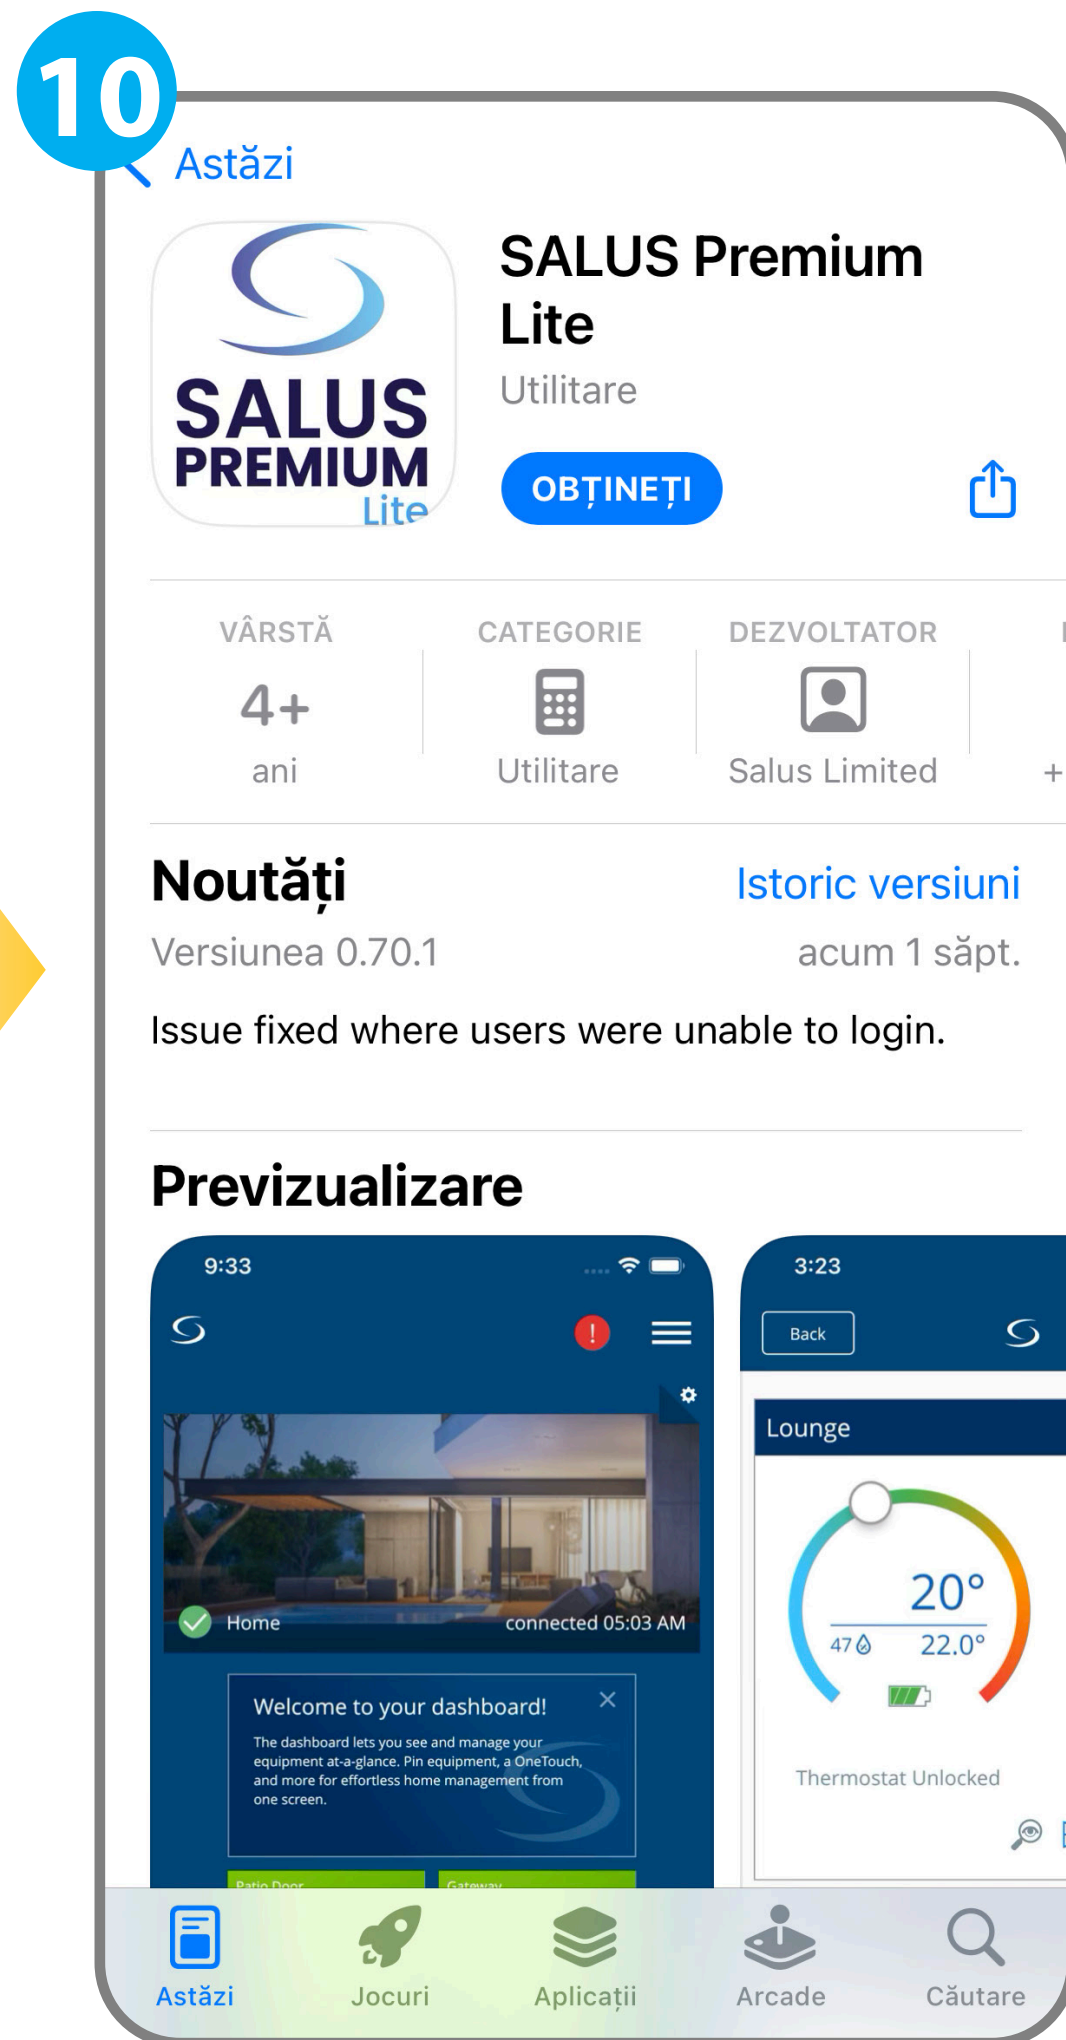 10
Astăzi
SALUS Premium
Lite
Utilitare
SALUS
PREMIUM
Lite
OBȚINEȚI
VÂRSTĂ
CATEGORIE
DEZVOLTATOR
4+
ani
Utilitare
Salus Limited
+
Noutăți
Istoric versiuni
Versiunea 0.70.1
acum 1 săpt.
Issue fixed where users were unable to login.
Previzualizare
9:33
Home
connected 05:03 AM
Welcome to your dashboard!
The dashboard lets you see and manage your
equipment at-a-glance. Pin equipment, a OneTouch,
and more for effortless home management from
one screen.
Patio Door
Gateway
3:23
Back
Lounge
20°
47
22.0°
Thermostat Unlocked
Astăzi
Jocuri
Aplicații
Arcade
Căutare